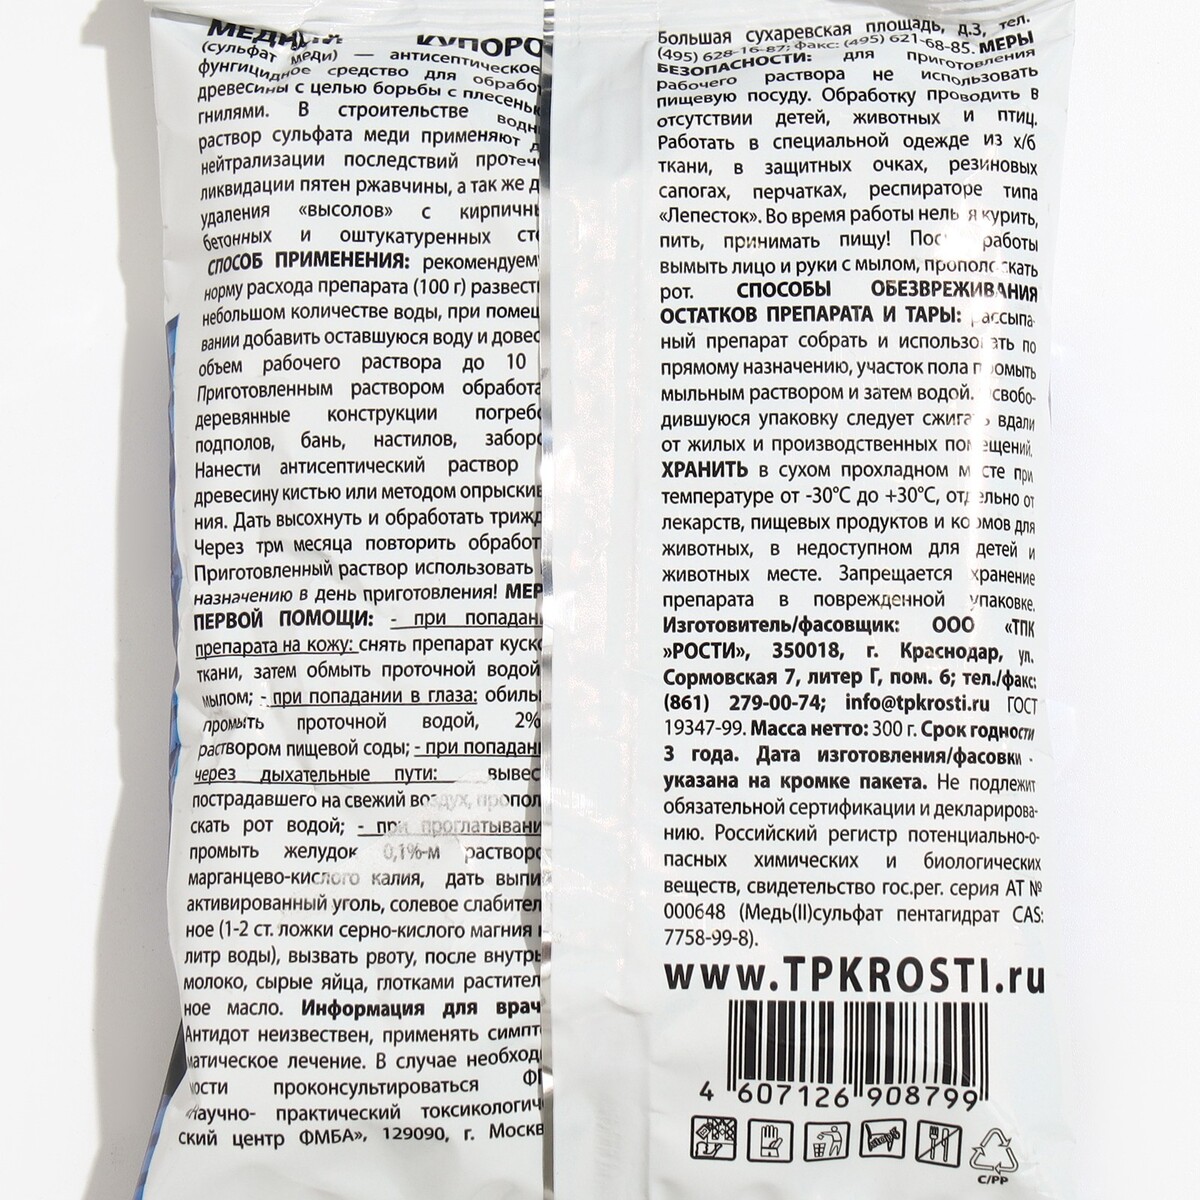 МЕДНЫЙ КУПОРО
(сульфат меди) — антисептическое,
фунгицидное средство для обрабо
древесины с целью борьбы с плесень
гнилями. В строительстве водн
раствор сульфата меди применяют д
нейтрализации последствий протече
ликвидации пятен ржавчины, а так же д
удаления «высолов» с кирпичнь
бетонных и оштукатуренных сте
СПОСОБ ПРИМЕНЕНИЯ: рекомендуем
норму расхода препарата (100 г) развест
небольшом количестве воды, при помец
вании добавить оставшуюся воду и довес
объем рабочего раствора до 10
Приготовленным раствором обработа
деревянные конструкции погребо
подполов, бань, настилов, заборо
Нанести антисептический раствор
древесину кистью или методом опрыскив
ния. Дать высохнуть и обработать трижд
Через три месяца повторить обработ
Приготовленный раствор использовать
назначению в день приготовления! МЕР
ПЕРВОЙ ПОМОЩИ: - при попадан
препарата на кожу: снять препарат куско
ткани, затем обмыть проточной водой
мылом; - при попадании в глаза: обиль
промыть проточной водой, 2%
раствором пищевой соды; - при попадан
через дыхательные пути: вывес
пострадавшего на свежий воздух, пропол
скать рот водой; - при проглатывани
промыть желудок 0,1%-м раство­ро
марганцево-кислого калия, дать выпи
активированный уголь, солевое слабител
ное (1-2 ст. ложки серно-кислого магния
литр воды), вызвать рвоту, после внутрь
молоко, сырые яйца, глотками растител
ное масло. Информация для врач
Антидот неизвествен, применять симпт
матическое лечение. В случае необход
ности проконсультироваться Ф
«Научно- практический токсикологич
ский центр ФМБА», 129090, г. Москв
Большая сухаревская площадь, д.3, тел.
(495) 628-16-87; факс: (495) 621-68-85. МЕРЫ
БЕЗОПАСНОСТИ: для приготовления
рабочего раствора не использовать
пищевую посуду. Обработку проводить в
отсутствии детей, животных и птиц.
Работать в специальной одежде из х/б
ткани, в защитных очках, резиновых
сапогах, перчатках, респираторе типа
«Лепесток». Во время работы нельзя курить,
пить, принимать пищу! После работы
вымыть лицо и руки с мылом, прополоскать
рот. СПОСОБЫ ОБЕЗВРЕЖИВАНИЯ
ОСТАТКОВ ПРЕПАРАТА И ТАРЫ: рассыпа-
ный препарат собрать и использовать по
прямому назначению, участок пола промыть
мыльным раствором и затем водой. Освобо-
дившуюся упаковку следует сжигать вдали
от жилых и производственных помещений.
ХРАНИТЬ в сухом прохладном месте при
температуре от -30°С до +30°С, отдельно от
лекарств, пищевых продуктов и кормов для
животных, в недоступном для детей и
животных месте. Запрещается хранение
препарата в поврежденной упаковке.
Изготовитель/фасовщик: ООО «ТПК
»РОСТИ», 350018, г. Краснодар, ул.
Сормовская 7, литер Г, пом. 6; тел./факс:
(861) 279-00-74; info@tpkrosti.ru ГОСТ
19347-99. Масса нетто: 300 г. Срок годности
3 года. Дата изготовления/фасовки -
указана на кромке пакета. Не подлежит
обязательной сертификации и декларирова-
нию. Российский регистр потенциально-о-
пасных химических и биологических
веществ, свидетельство гос.рег. серия АТ №
000648 (Медь(II)сульфат пентагидрат CAS:
7758-99-8).
www.TPKROSTI.ru
4 607126 908799
C/PP